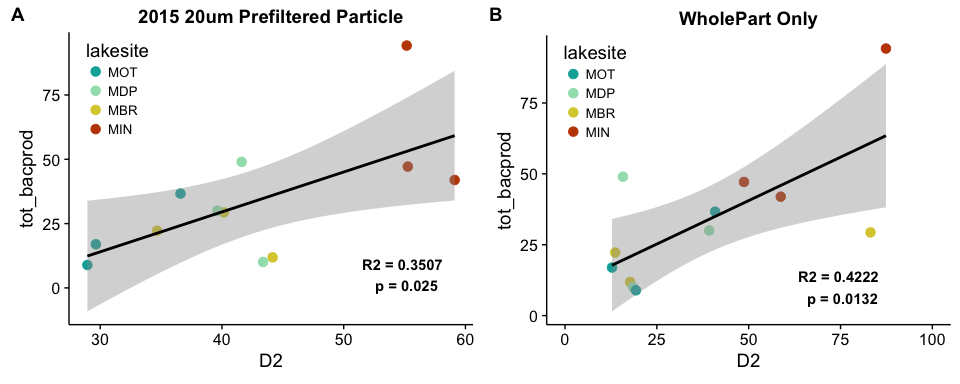 A
2015 20um Prefiltered Particle
lakesite
MOT
MDP
MBR
MIN
tot_bacprod
75
50
25
0
R2 = 0.3507
p = 0.025
30 40 50 60
D2
B
WholePart Only
lakesite
MOT
MDP
MBR
MIN
tot_bacprod
75
50
25
0
R2 = 0.4222
p = 0.0132
0 25 50 75 100
D2